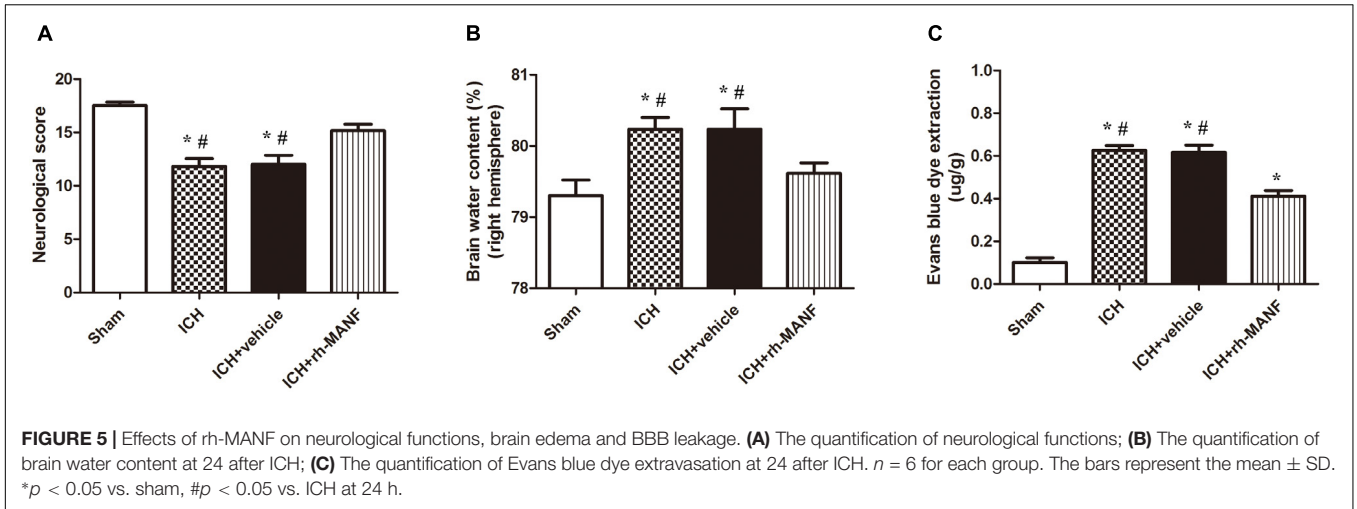 A
B
C
Neurological score
20
15
10
5
0
* #
* #
Sham
ICH
ICH+vehicle
ICH+rh-MANF
Brain water content (%)
(right hemisphere)
81
80
79
78
* #
* #
Sham
ICH
ICH+vehicle
ICH+rh-MANF
Evans blue dye extraction
(ug/g)
1.0
0.8
0.6
0.4
0.2
0.0
* #
* #
*
Sham
ICH
ICH+vehicle
ICH+rh-MANF
FIGURE 5 | Effects of rh-MANF on neurological functions, brain edema and BBB leakage. (A) The quantification of neurological functions; (B) The quantification of
brain water content at 24 after ICH; (C) The quantification of Evans blue dye extravasation at 24 after ICH. n = 6 for each group. The bars represent the mean ± SD.
*p < 0.05 vs. sham, #p < 0.05 vs. ICH at 24 h.